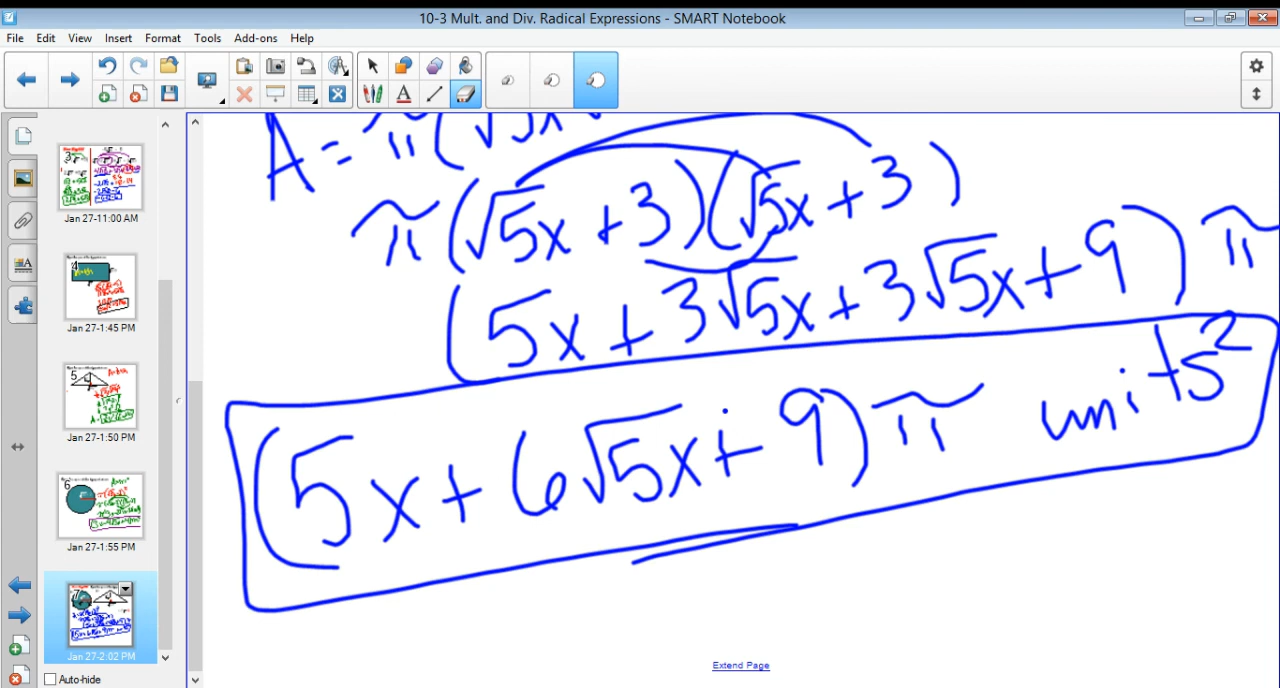 10-3 Mult. and Div. Radical Expressions - SMART Notebook
File Edit View Insert Format Tools Add-ons Help
A = π(√5x
π(√5x + 3)(√5x + 3)
(5x + 3√5x + 3√5x + 9)π
(5x + 6√5x + 9)π units²
Extend Page
Jan 27-11:00 AM
Jan 27-1:45 PM
Jan 27-1:50 PM
Jan 27-1:55 PM
Jan 27-2:02 PM
Auto-hide